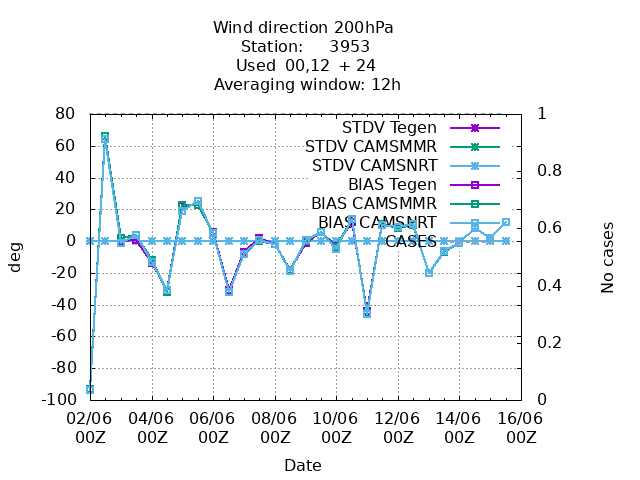 Wind direction 200hPa
Station: 3953
Used 00,12 + 24
Averaging window: 12h
80
60
40
20
0
-20
-40
-60
-80
-100
deg
1
0.8
0.6
0.4
0.2
0
No cases
STDV Tegen
STDV CAMSMMR
STDV CAMSNRT
BIAS Tegen
BIAS CAMSMMR
BIAS CAMSNRT
CASES
02/06 04/06 06/06 08/06 10/06 12/06 14/06 16/06
00Z 00Z 00Z 00Z 00Z 00Z 00Z 00Z
Date